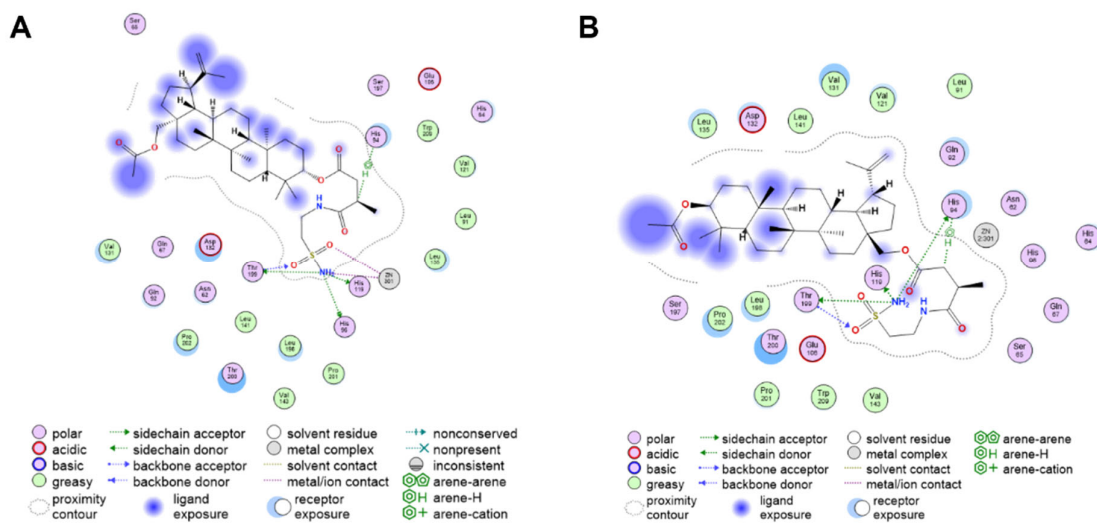 A
Ser
65
Ser
197
Glu
106
His
64
His
94
Trp
209
Val
121
Leu
91
H
H
H
H
H
O
O
O
O
H
N
O
O
S
O
NH₂
Val
131
Gln
67
Asp
132
Thr
199
His
119
ZN
301
Gln
92
Asn
62
His
96
Leu
141
Leu
198
Pro
202
Thr
200
Pro
201
Val
143
polar
acidic
basic
greasy
proximity
contour
sidechain acceptor
sidechain donor
backbone acceptor
backbone donor
ligand
exposure
solvent residue
metal complex
solvent contact
metal/ion contact
receptor
exposure
nonconserved
nonpresent
inconsistent
arene-arene
H arene-H
+ arene-cation
B
Val
131
Val
121
Leu
91
Leu
135
Asp
132
Leu
141
Gln
92
His
94
Asn
62
ZN
2:301
His
64
His
96
H
H
H
H
O
O
O
O
H
His
119
Thr
199
NH₂
H
N
O
S
O
O
Gln
67
Ser
197
Leu
198
Pro
202
Thr
200
Glu
106
Ser
65
Pro
201
Trp
209
Val
143
polar
acidic
basic
greasy
proximity
contour
sidechain acceptor
sidechain donor
backbone acceptor
backbone donor
ligand
exposure
solvent residue
metal complex
solvent contact
metal/ion contact
receptor
exposure
arene-arene
H arene-H
+ arene-cation